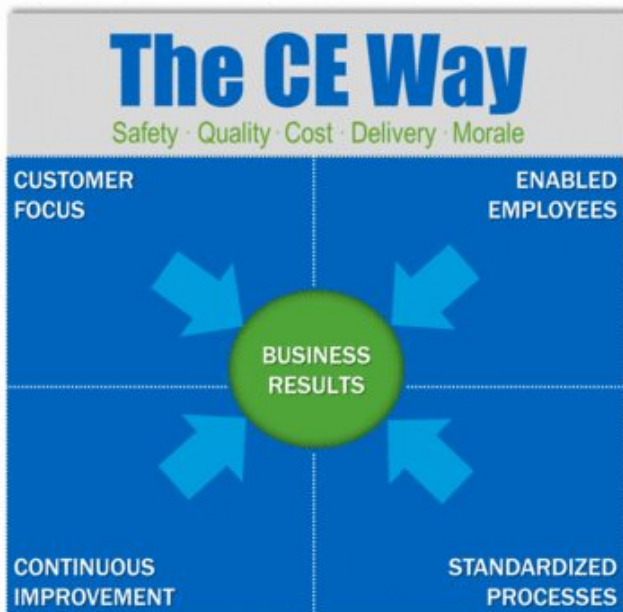 The CE Way
Safety · Quality · Cost · Delivery · Morale
CUSTOMER
FOCUS
ENABLED
EMPLOYEES
BUSINESS
RESULTS
CONTINUOUS
IMPROVEMENT
STANDARDIZED
PROCESSES